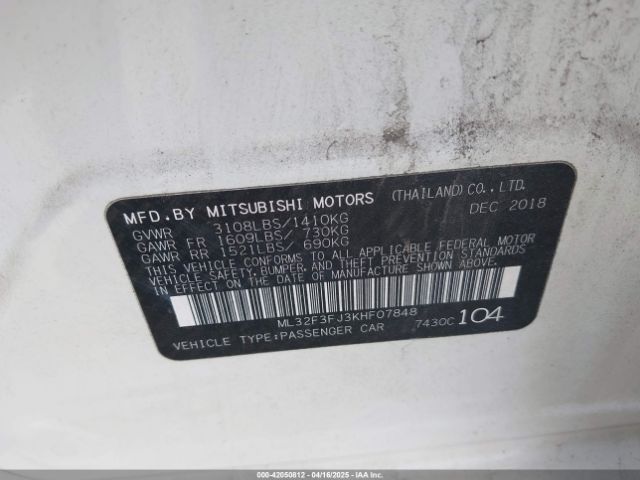 MFD.BY MITSUBISHI MOTORS (THAILAND)CO.,LTD.
GVWR 3108LBS/1410KG DEC 2018
GAWR FR 1609LBS/ 730KG
GAWR RR 1521LBS/ 690KG
THIS VEHICLE CONFORMS TO ALL APPLICABLE FEDERAL MOTOR
VEHICLE SAFETY, BUMPER, AND THEFT PREVENTION STANDARDS
IN EFFECT ON THE DATE OF MANUFACTURE SHOWN ABOVE.
ML32F3FJ3KHF07848
VEHICLE TYPE:PASSENGER CAR 7430C 104
000-42050812 - 04/16/2025 - IAAI.COM